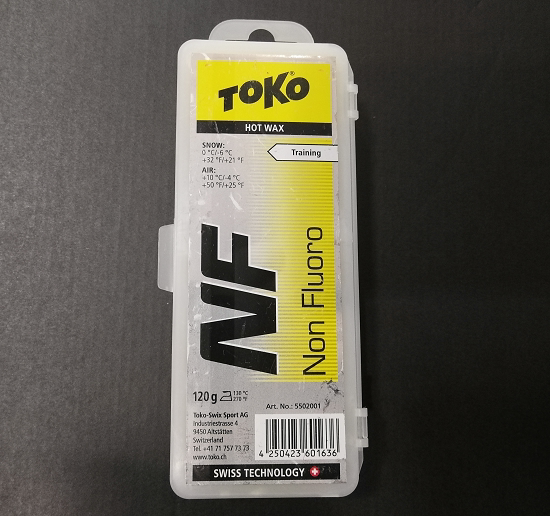 TOKO®
HOT WAX
SNOW:
0 °C/-6 °C
+32 °F/+21 °F
Training
AIR:
+10 °C/-4 °C
+50 °F/+25 °F
NF
Non Fluoro
120 g
130 °C
270 °F
Art. No.: 5502001
Toko-Swix Sport AG
Industriestrasse 4
9450 Altstätten
Switzerland
Tel. +41 71 757 73 73
www.toko.ch
4 250423 601636
SWISS TECHNOLOGY